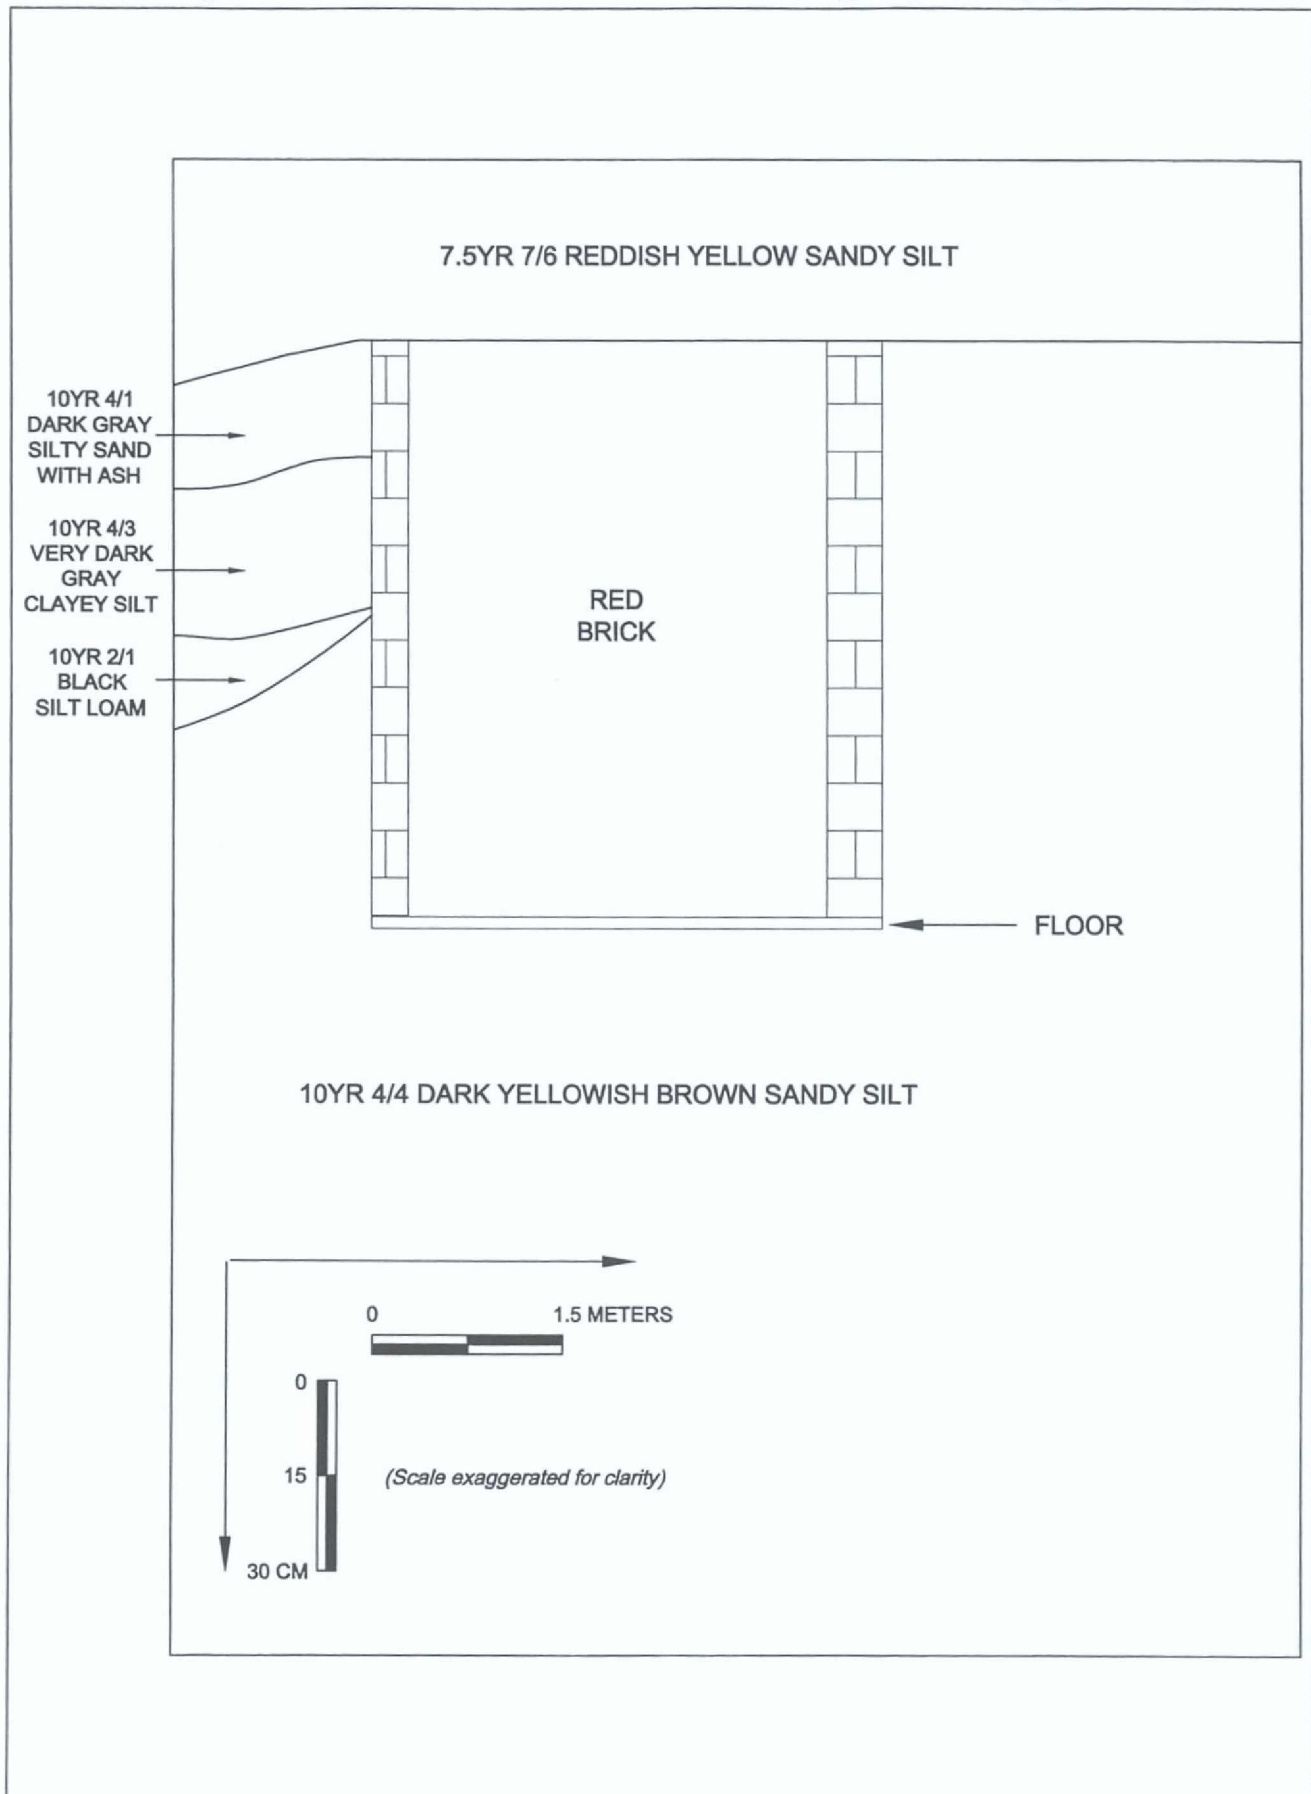 7.5YR 7/6 REDDISH YELLOW SANDY SILT
10YR 4/1
DARK GRAY
SILTY SAND
WITH ASH
10YR 4/3
VERY DARK
GRAY
CLAYEY SILT
10YR 2/1
BLACK
SILT LOAM
RED
BRICK
FLOOR
10YR 4/4 DARK YELLOWISH BROWN SANDY SILT
0
1.5 METERS
0
15
30 CM
(Scale exaggerated for clarity)